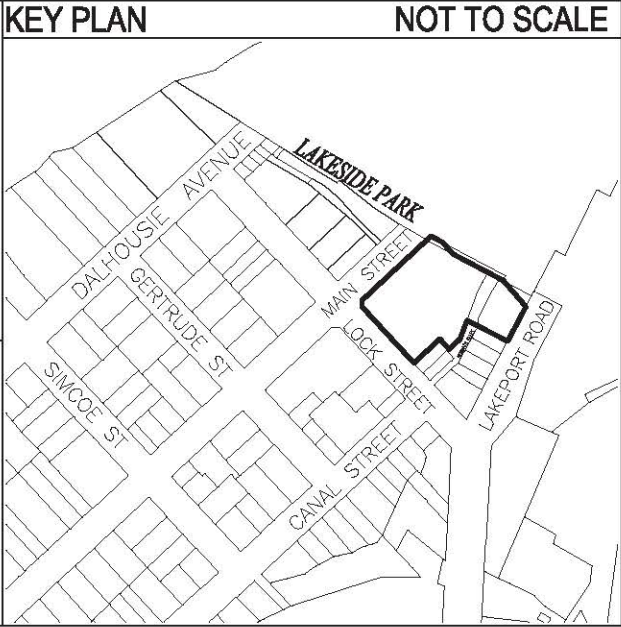 KEY PLAN
NOT TO SCALE
LAKESIDE PARK
DALHOUSIE AVENUE
MAIN STREET
GERTRUDE ST
LOCK STREET
LAKEPORT ROAD
SIMCOE ST
CANAL STREET